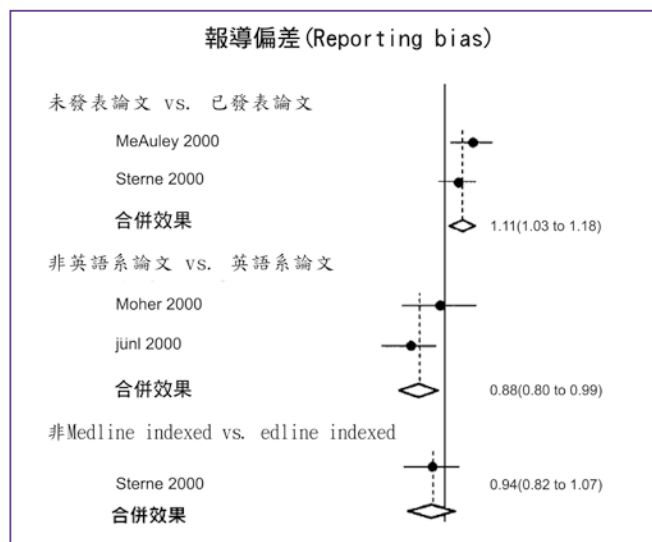 報導偏差(Reporting bias)
未發表論文 vs. 已發表論文
MeAuley 2000
Sterne 2000
合併效果 1.11(1.03 to 1.18)
非英語系論文 vs. 英語系論文
Moher 2000
jünl 2000
合併效果 0.88(0.80 to 0.99)
非Medline indexed vs. edline indexed
Sterne 2000 0.94(0.82 to 1.07)
合併效果